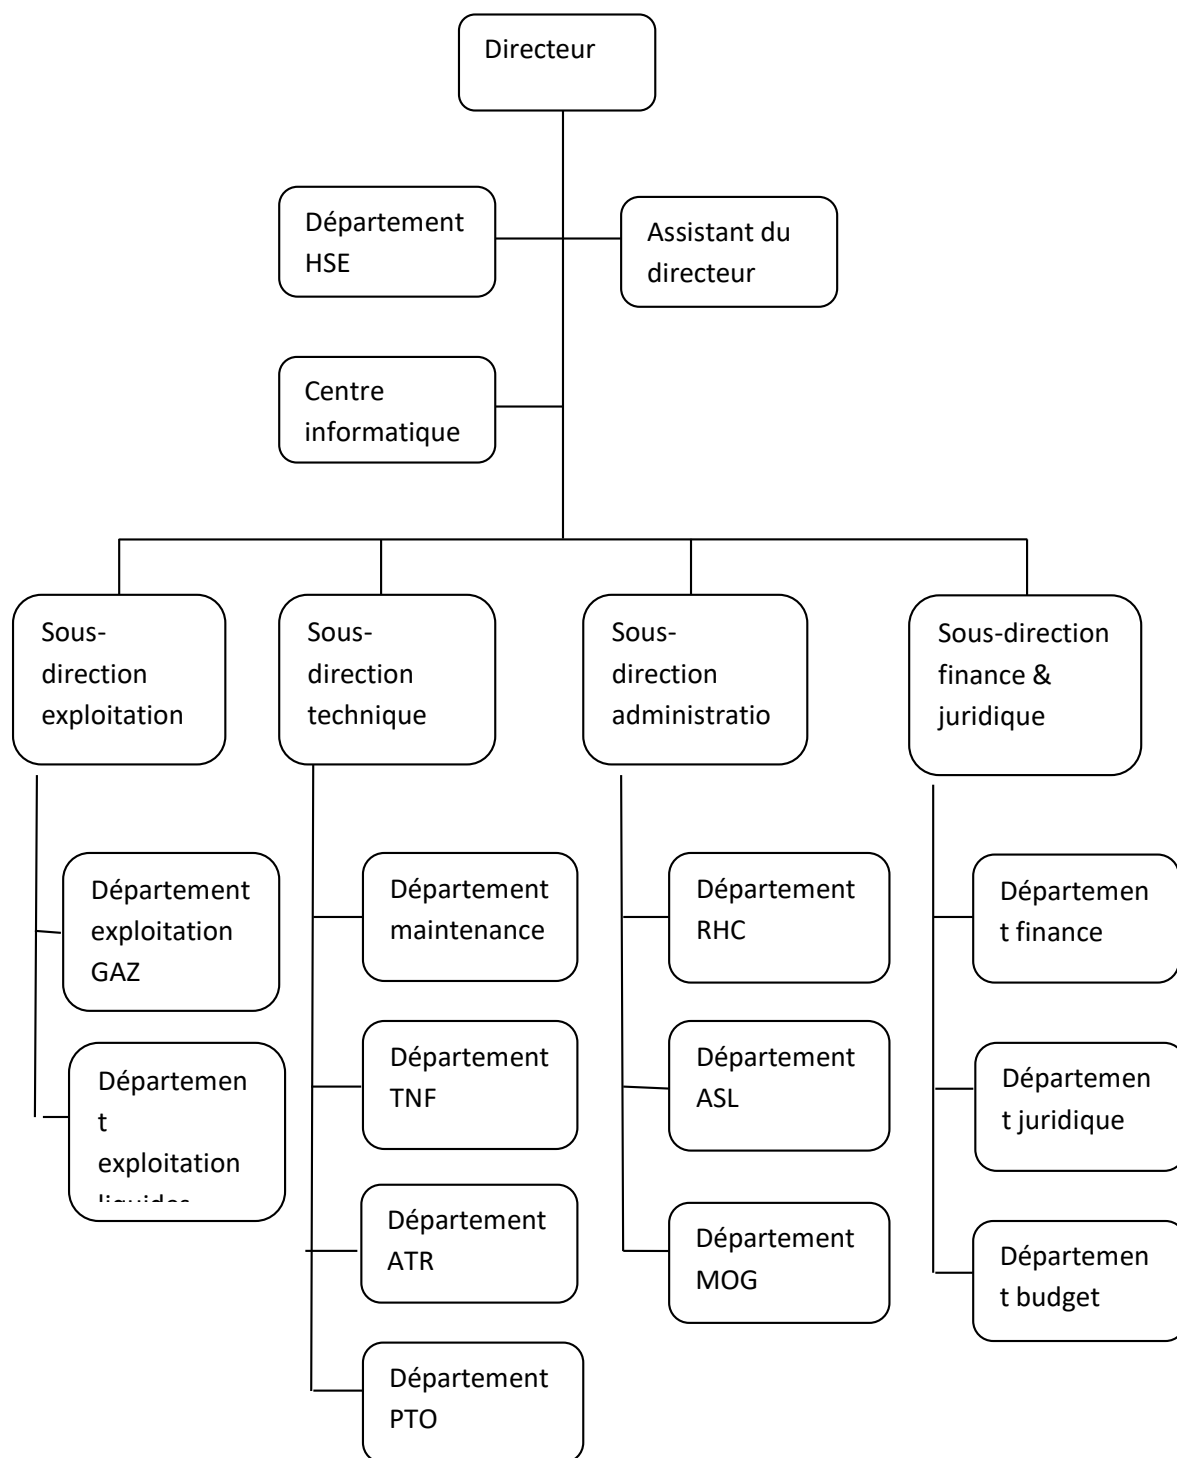 Directeur
Département
HSE
Assistant du
directeur
Centre
informatique
Sous-
direction
exploitation
Sous-
direction
technique
Sous-
direction
administratio
Sous-direction
finance &
juridique
Département
exploitation
GAZ
Département
maintenance
Département
RHC
Départemen
t finance
Départemen
t
exploitation
liquides
Département
TNF
Département
ASL
Départemen
t juridique
Département
ATR
Département
MOG
Départemen
t budget
Département
PTO